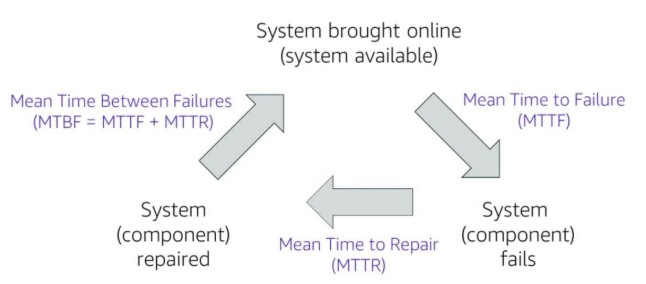 System brought online
(system available)
Mean Time Between Failures
(MTBF = MTTF + MTTR)
Mean Time to Failure
(MTTF)
System
(component)
repaired
Mean Time to Repair
(MTTR)
System
(component)
fails